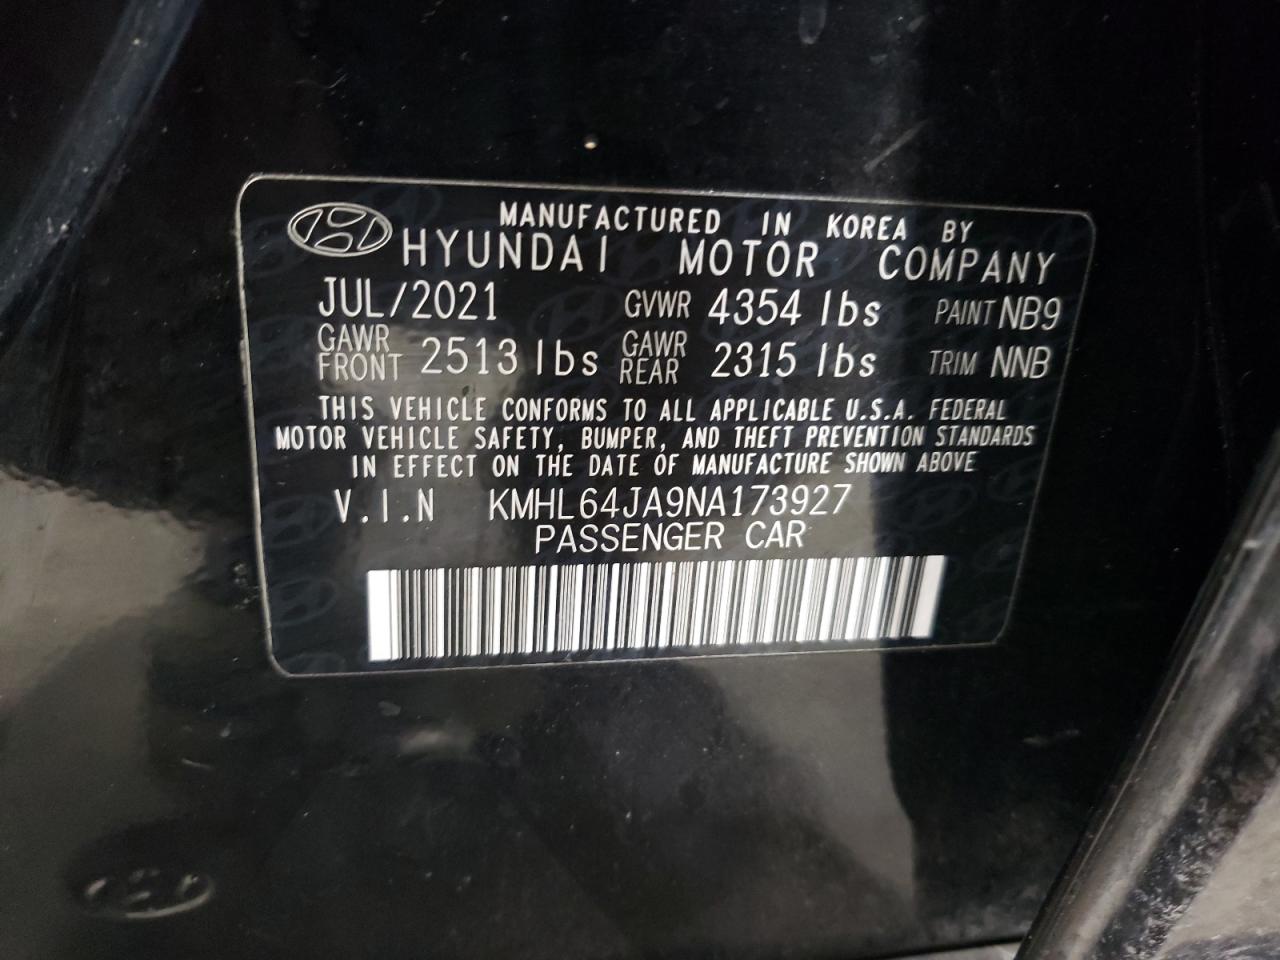 MANUFACTURED IN KOREA BY
HYUNDAI MOTOR COMPANY
JUL/2021 GVWR 4354 lbs PAINT NB9
GAWR FRONT 2513 lbs GAWR REAR 2315 lbs TRIM NNB
THIS VEHICLE CONFORMS TO ALL APPLICABLE U.S.A. FEDERAL
MOTOR VEHICLE SAFETY, BUMPER, AND THEFT PREVENTION STANDARDS
IN EFFECT ON THE DATE OF MANUFACTURE SHOWN ABOVE
V.I.N KMHL64JA9NA173927
PASSENGER CAR